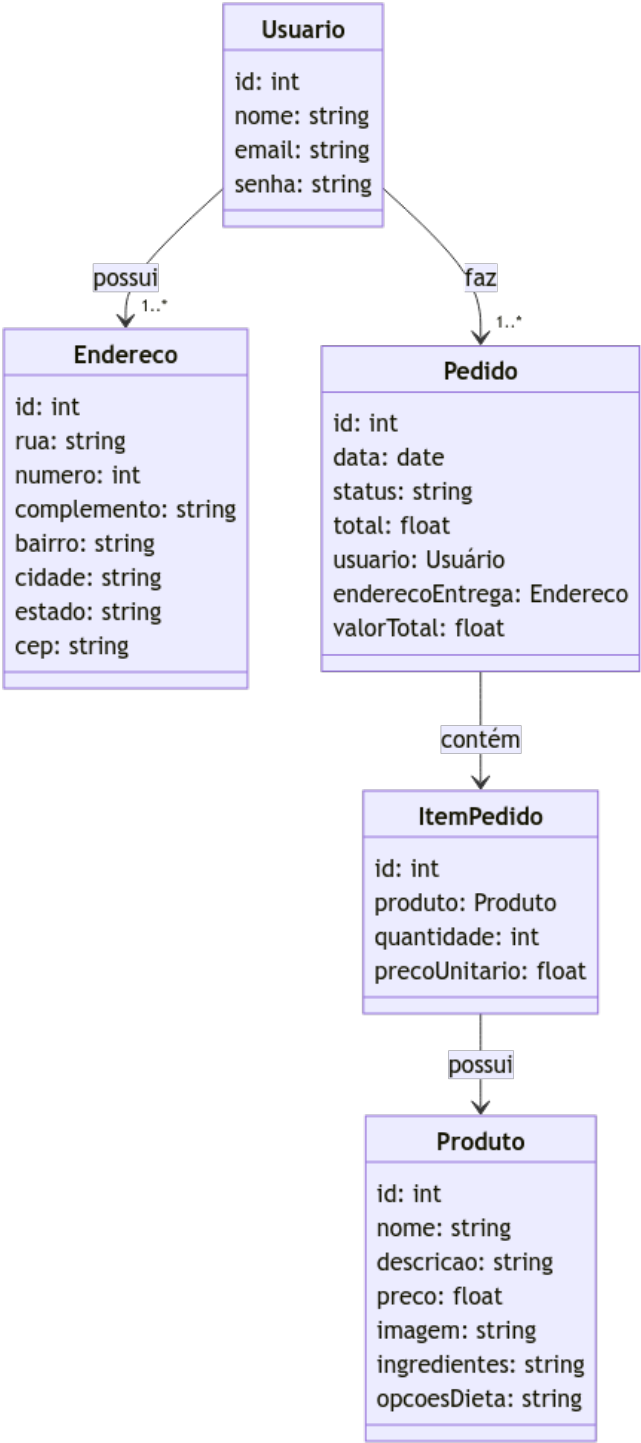 Usuario
id: int
nome: string
email: string
senha: string
possui
1..*
faz
1..*
Endereco
id: int
rua: string
numero: int
complemento: string
bairro: string
cidade: string
estado: string
cep: string
Pedido
id: int
data: date
status: string
total: float
usuario: Usuário
enderecoEntrega: Endereco
valorTotal: float
contém
ItemPedido
id: int
produto: Produto
quantidade: int
precoUnitario: float
possui
Produto
id: int
nome: string
descricao: string
preco: float
imagem: string
ingredientes: string
opcoesDieta: string